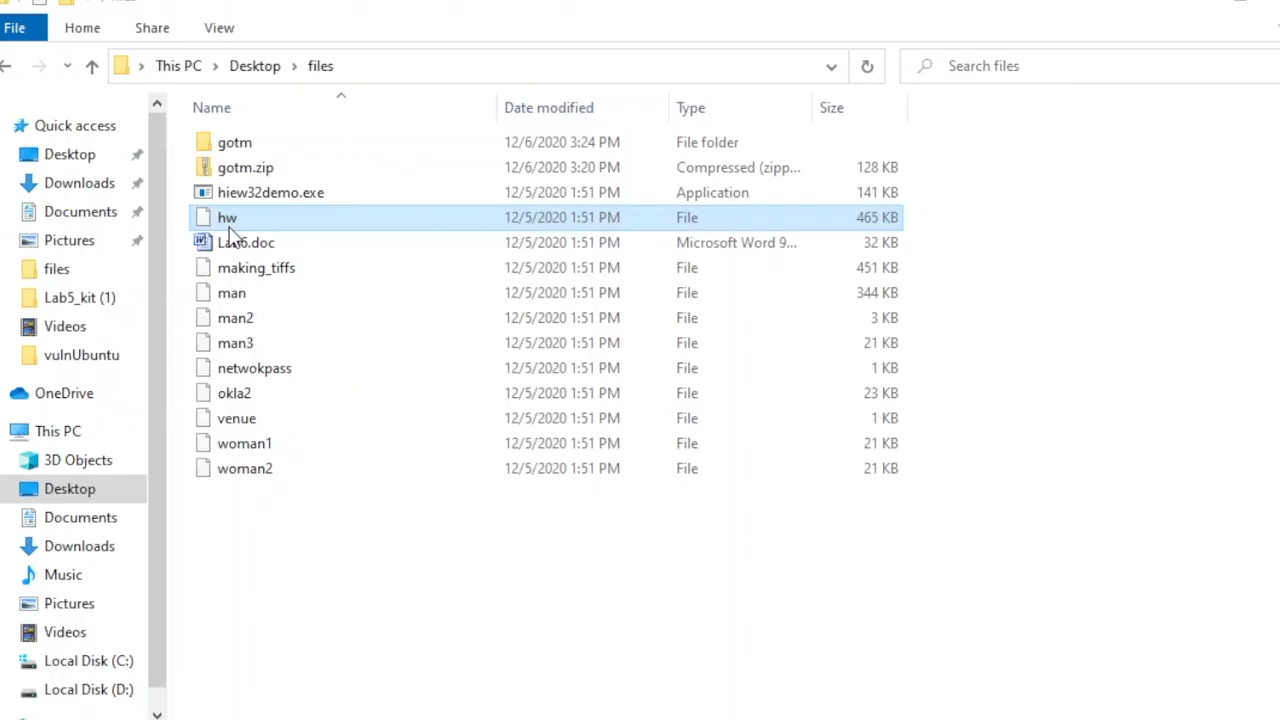 File Home Share View
This PC > Desktop > files Search files
Name Date modified Type Size
Quick access
Desktop
Downloads
Documents
Pictures
files
Lab5_kit (1)
Videos
vulnUbuntu
OneDrive
This PC
3D Objects
Desktop
Documents
Downloads
Music
Pictures
Videos
Local Disk (C:)
Local Disk (D:)
gotm 12/6/2020 3:24 PM File folder
gotm.zip 12/6/2020 3:20 PM Compressed (zipp... 128 KB
hiew32demo.exe 12/5/2020 1:51 PM Application 141 KB
hw 12/5/2020 1:51 PM File 465 KB
12/5/2020 1:51 PM Microsoft Word 9... 32 KB
making_tiffs 12/5/2020 1:51 PM File 451 KB
man 12/5/2020 1:51 PM File 344 KB
man2 12/5/2020 1:51 PM File 3 KB
man3 12/5/2020 1:51 PM File 21 KB
netwokpass 12/5/2020 1:51 PM File 1 KB
okla2 12/5/2020 1:51 PM File 23 KB
venue 12/5/2020 1:51 PM File 1 KB
woman1 12/5/2020 1:51 PM File 21 KB
woman2 12/5/2020 1:51 PM File 21 KB